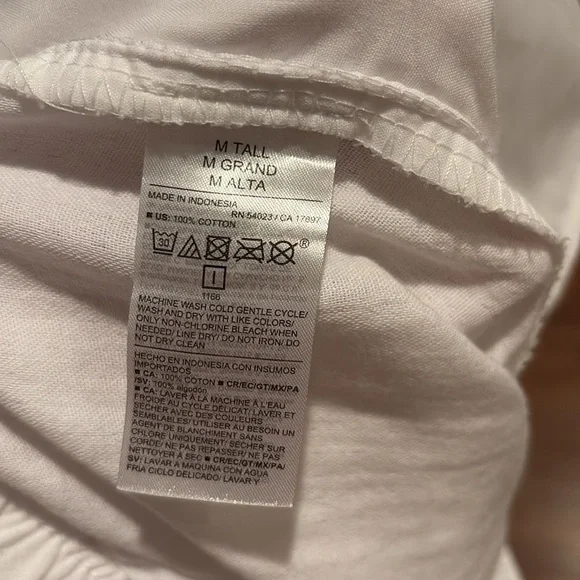 M TALL
M GRAND
M ALTA
MADE IN INDONESIA
RN 54023 / CA 17897
■ US: 100% COTTON
30
®
I
1166
MACHINE WASH COLD GENTLE CYCLE/
WASH AND DRY WITH LIKE COLORS/
ONLY NON-CHLORINE BLEACH WHEN
NEEDED/ LINE DRY/ DO NOT IRON/ DO
NOT DRY CLEAN
HECHO EN INDONESIA CON INSUMOS
IMPORTADOS
■ CA: 100% COTON ■ CR/EC/GT/MX/PA
/SV: 100% algodón
■ CA: LAVER À LA MACHINE À L'EAU
FROIDE AU CYCLE DÉLICAT/ LAVER ET
SÉCHER AVEC DES COULEURS
SEMBLABLES/ UTILISER AU BESOIN UN
AGENT DE BLANCHIMENT SANS
CHLORE UNIQUEMENT/ SÉCHER SUR
CORDE/ NE PAS REPASSER/ NE PAS
NETTOYER À SEC ■ CR/EC/GT/MX/PA/
SV: LAVAR A MAQUINA CON AGUA
FRIA CICLO DELICADO/ LAVAR Y